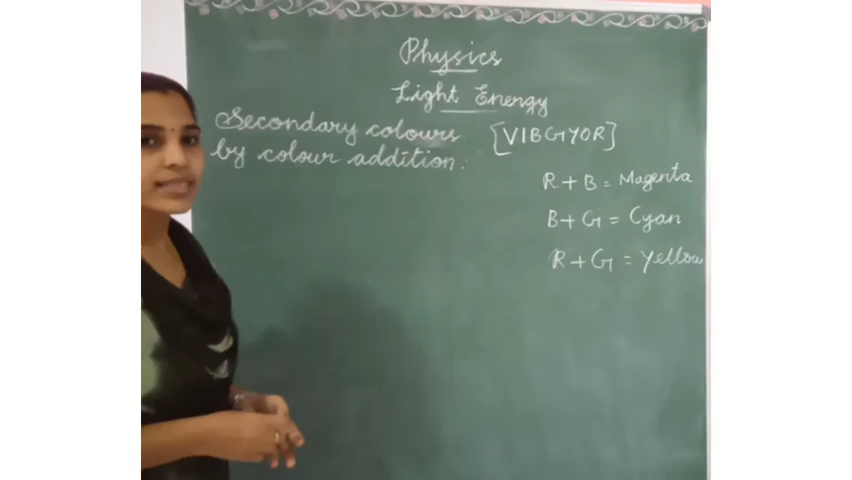 Physics
Light Energy
Secondary colours [VIBGYOR]
by colour addition:
R + B = Magenta
B + G = Cyan
R + G = Yellow